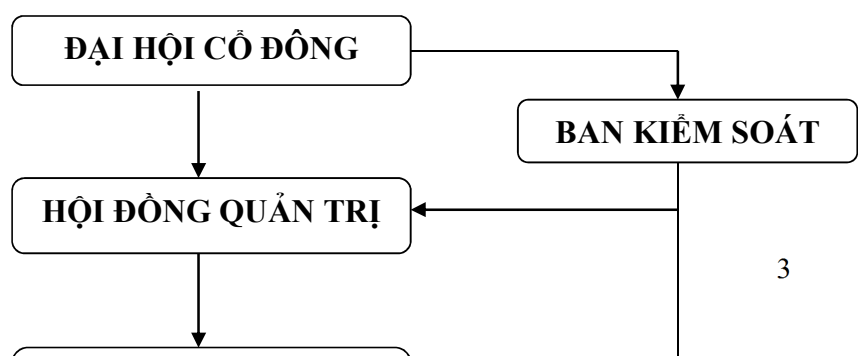 ĐẠI HỘI CỔ ĐÔNG
BAN KIỂM SOÁT
HỘI ĐỒNG QUẢN TRỊ
3